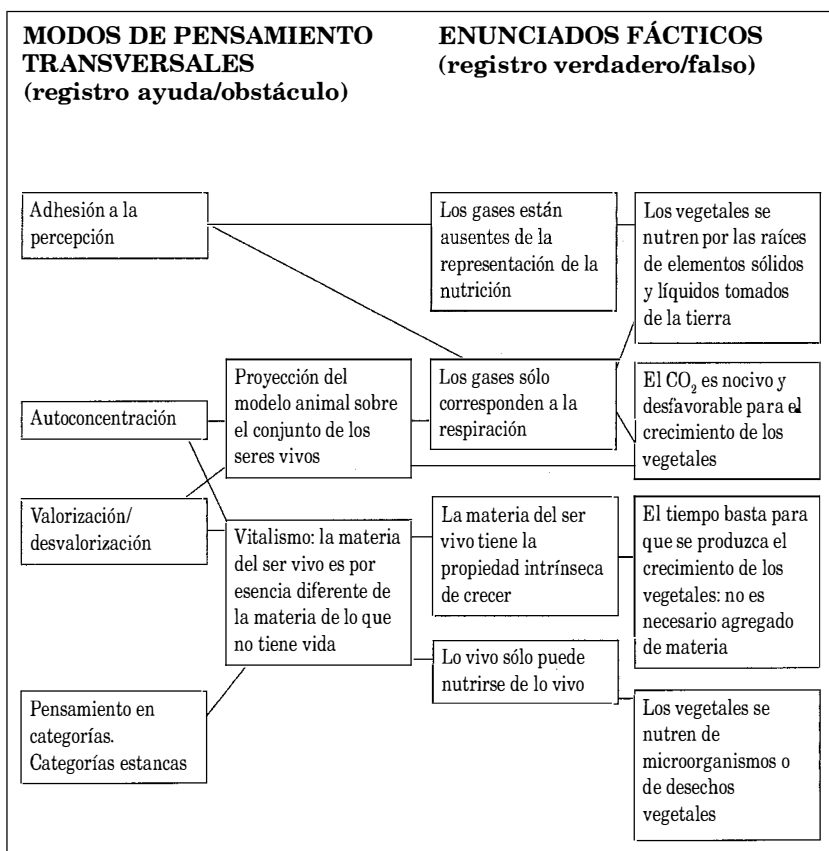 MODOS DE PENSAMIENTO
TRANSVERSALES
(registro ayuda/obstáculo)
ENUNCIADOS FÁCTICOS
(registro verdadero/falso)
Adhesión a la
percepción
Los gases están
ausentes de la
representación de la
nutrición
Los vegetales se
nutren por las raíces
de elementos sólidos
y líquidos tomados
de la tierra
Autoconcentración
Proyección del
modelo animal sobre
el conjunto de los
seres vivos
Los gases sólo
corresponden a la
respiración
El CO₂ es nocivo y
desfavorable para el
crecimiento de los
vegetales
Valorización/
desvalorización
Vitalismo: la materia
del ser vivo es por
esencia diferente de
la materia de lo que
no tiene vida
La materia del ser
vivo tiene la
propiedad intrínseca
de crecer
El tiempo basta para
que se produzca el
crecimiento de los
vegetales: no es
necesario agregado
de materia
Lo vivo sólo puede
nutrirse de lo vivo
Pensamiento en
categorías.
Categorías estancas
Los vegetales se
nutren de
microorganismos o
de desechos
vegetales